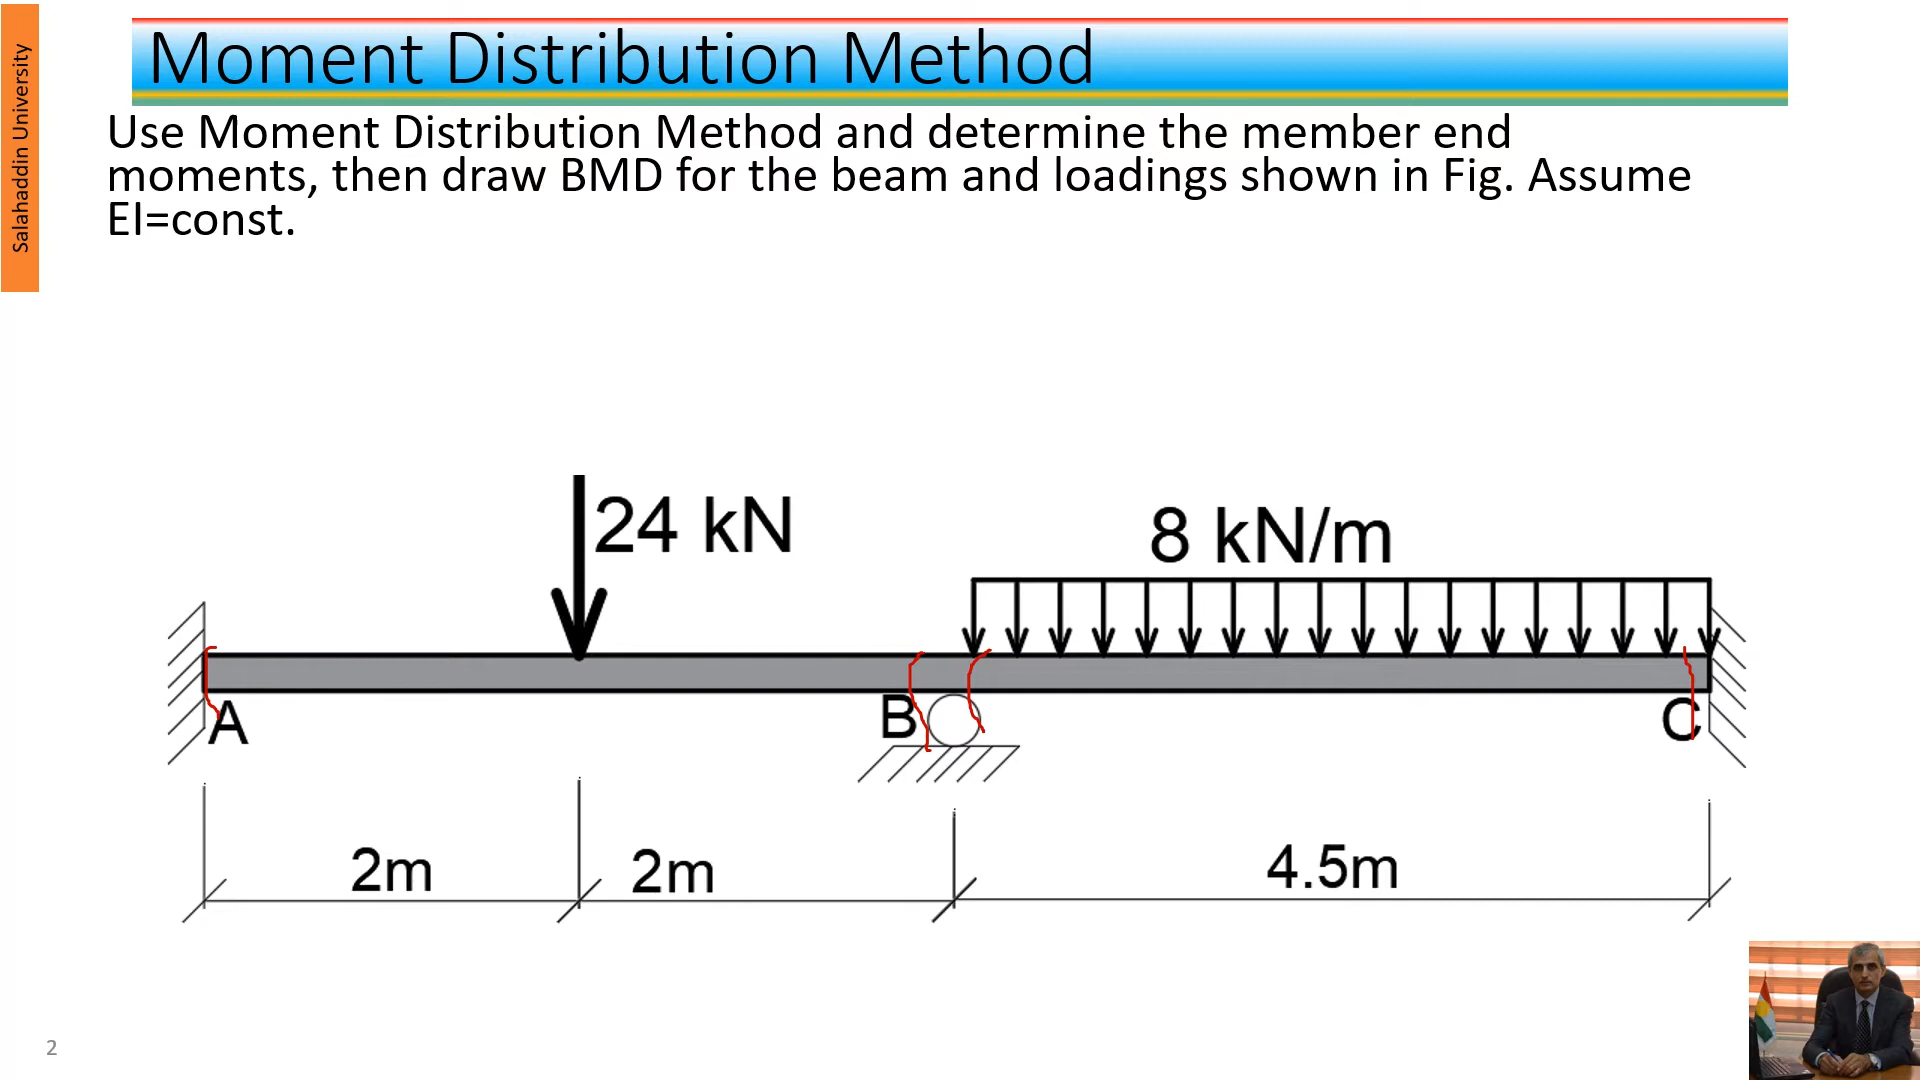 Salahaddin University
Moment Distribution Method
Use Moment Distribution Method and determine the member end
moments, then draw BMD for the beam and loadings shown in Fig. Assume
EI=const.
24 kN
8 kN/m
A
B
C
2m
2m
4.5m
2